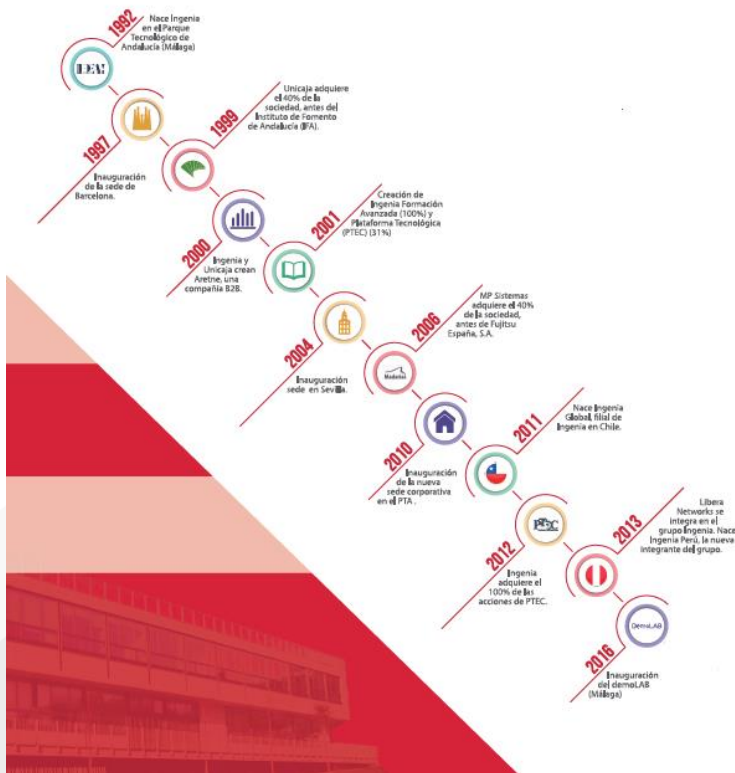 1992
Nace Ingenia
en el Parque
Tecnológico de
Andalucía (Málaga)
1997
Inauguración
de la sede de
Barcelona.
1999
Unicaja adquiere
el 40% de la
sociedad, antes del
Instituto de Fomento
de Andalucía (IFA).
2000
Ingenia y
Unicaja crean
Aretne, una
compañía B2B.
2001
Creación de
Ingenia Formación
Avanzada (100%) y
Plataforma Tecnológica
(PTEC) (31%)
2004
Inauguración
sede en Sevilla.
2006
MP Sistemas
adquiere el 40%
de la sociedad,
antes de Fujitsu
España, S.A.
2010
Inauguración
de la nueva
sede corporativa
en el PTA .
2011
Nace Ingenia
Global, filial de
Ingenia en Chile.
2012
PTEC
Ingenia
adquiere el
100% de las
acciones de PTEC.
2013
Libera
Networks se
integra en el
grupo Ingenia. Nace
Ingenia Perú, la nueva
integrante del grupo.
DemoLAB
2016
Inauguración
del demoLAB
(Málaga)